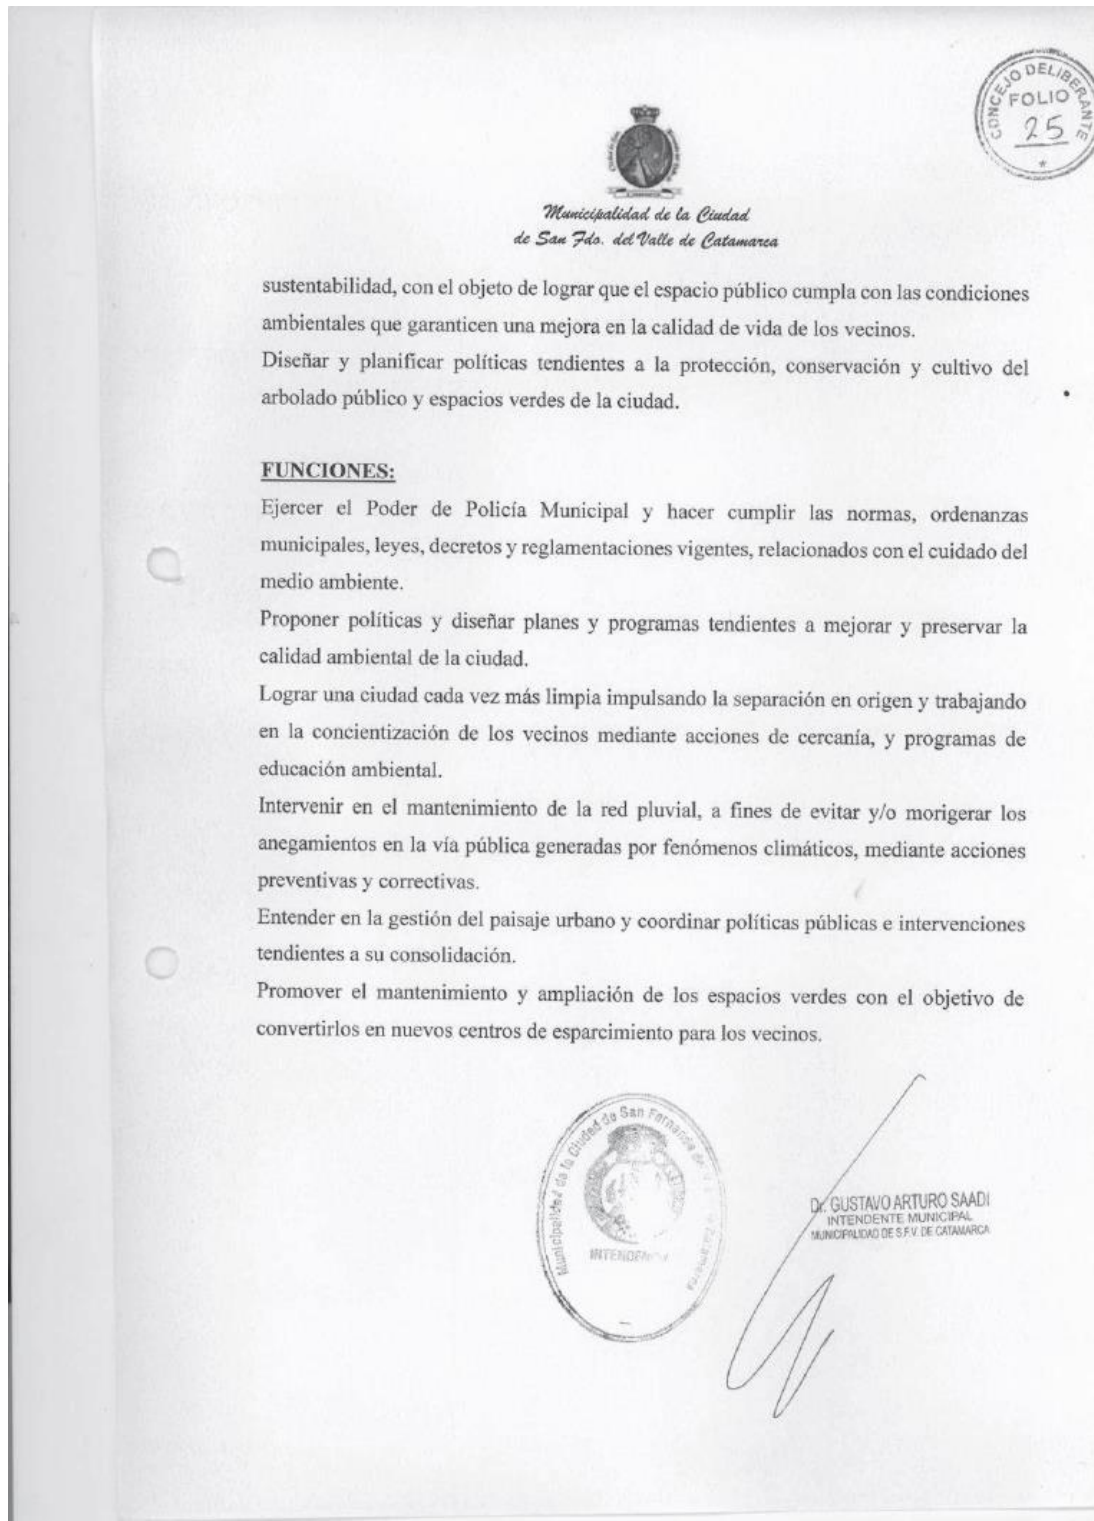 CONCEJO DELIBERANTE
FOLIO
25
Municipalidad de la Ciudad
de San Fdo. del Valle de Catamarca
sustentabilidad, con el objeto de lograr que el espacio público cumpla con las condiciones
ambientales que garanticen una mejora en la calidad de vida de los vecinos.
Diseñar y planificar políticas tendientes a la protección, conservación y cultivo del
arbolado público y espacios verdes de la ciudad.
FUNCIONES:
Ejercer el Poder de Policía Municipal y hacer cumplir las normas, ordenanzas
municipales, leyes, decretos y reglamentaciones vigentes, relacionados con el cuidado del
medio ambiente.
Proponer políticas y diseñar planes y programas tendientes a mejorar y preservar la
calidad ambiental de la ciudad.
Lograr una ciudad cada vez más limpia impulsando la separación en origen y trabajando
en la concientización de los vecinos mediante acciones de cercanía, y programas de
educación ambiental.
Intervenir en el mantenimiento de la red pluvial, a fines de evitar y/o morigerar los
anegamientos en la vía pública generadas por fenómenos climáticos, mediante acciones
preventivas y correctivas.
Entender en la gestión del paisaje urbano y coordinar políticas públicas e intervenciones
tendientes a su consolidación.
Promover el mantenimiento y ampliación de los espacios verdes con el objetivo de
convertirlos en nuevos centros de esparcimiento para los vecinos.
Municipalidad de la Ciudad de San Fernando
Dr. GUSTAVO ARTURO SAADI
INTENDENTE MUNICIPAL
MUNICIPALIDAD DE S.F.V. DE CATAMARCA